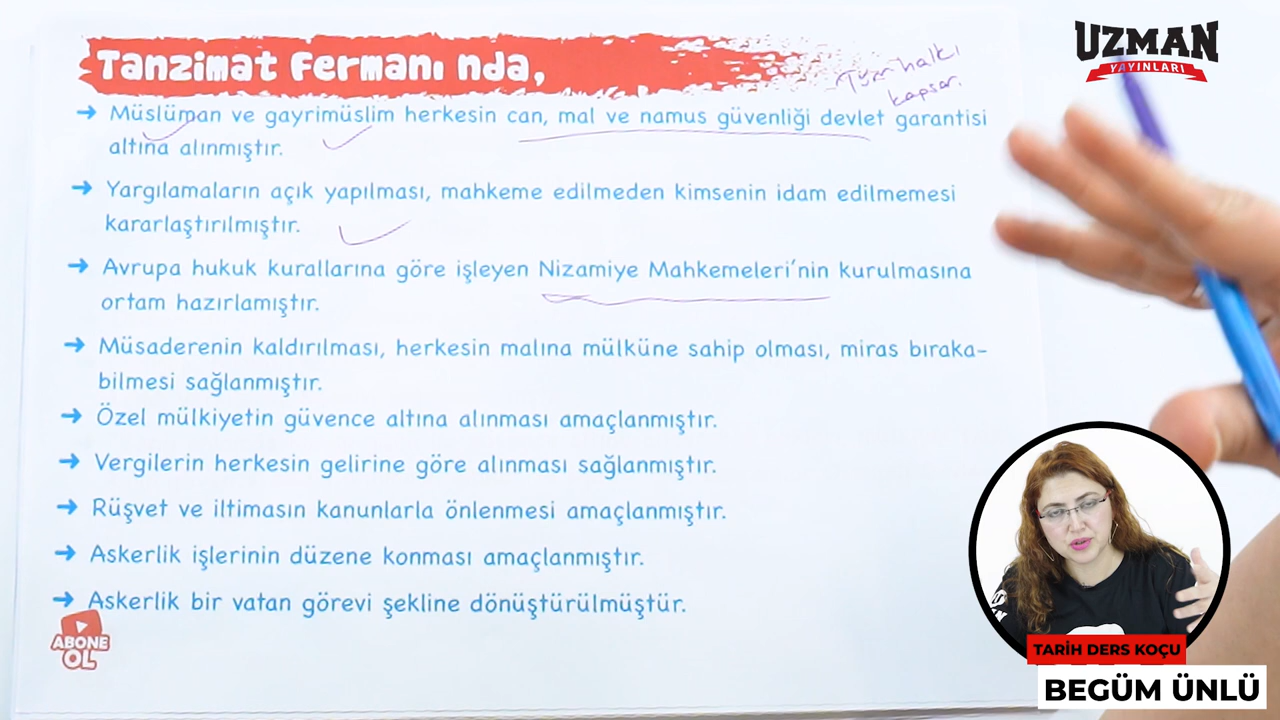 Tanzimat Fermanı nda,
Tüm halkı
kapsar.
UZMAN
YAYINLARI
➜ Müslüman ve gayrimüslim herkesin can, mal ve namus güvenliği devlet garantisi
altına alınmıştır.
➜ Yargılamaların açık yapılması, mahkeme edilmeden kimsenin idam edilmemesi
kararlaştırılmıştır.
➜ Avrupa hukuk kurallarına göre işleyen Nizamiye Mahkemeleri’nin kurulmasına
ortam hazırlamıştır.
➜ Müsaderenin kaldırılması, herkesin malına mülküne sahip olması, miras bıraka-
bilmesi sağlanmıştır.
➜ Özel mülkiyetin güvence altına alınması amaçlanmıştır.
➜ Vergilerin herkesin gelirine göre alınması sağlanmıştır.
➜ Rüşvet ve iltimasın kanunlarla önlenmesi amaçlanmıştır.
➜ Askerlik işlerinin düzene konması amaçlanmıştır.
➜ Askerlik bir vatan görevi şekline dönüştürülmüştür.
ABONE
OL
TARİH DERS KOÇU
BEGÜM ÜNLÜ